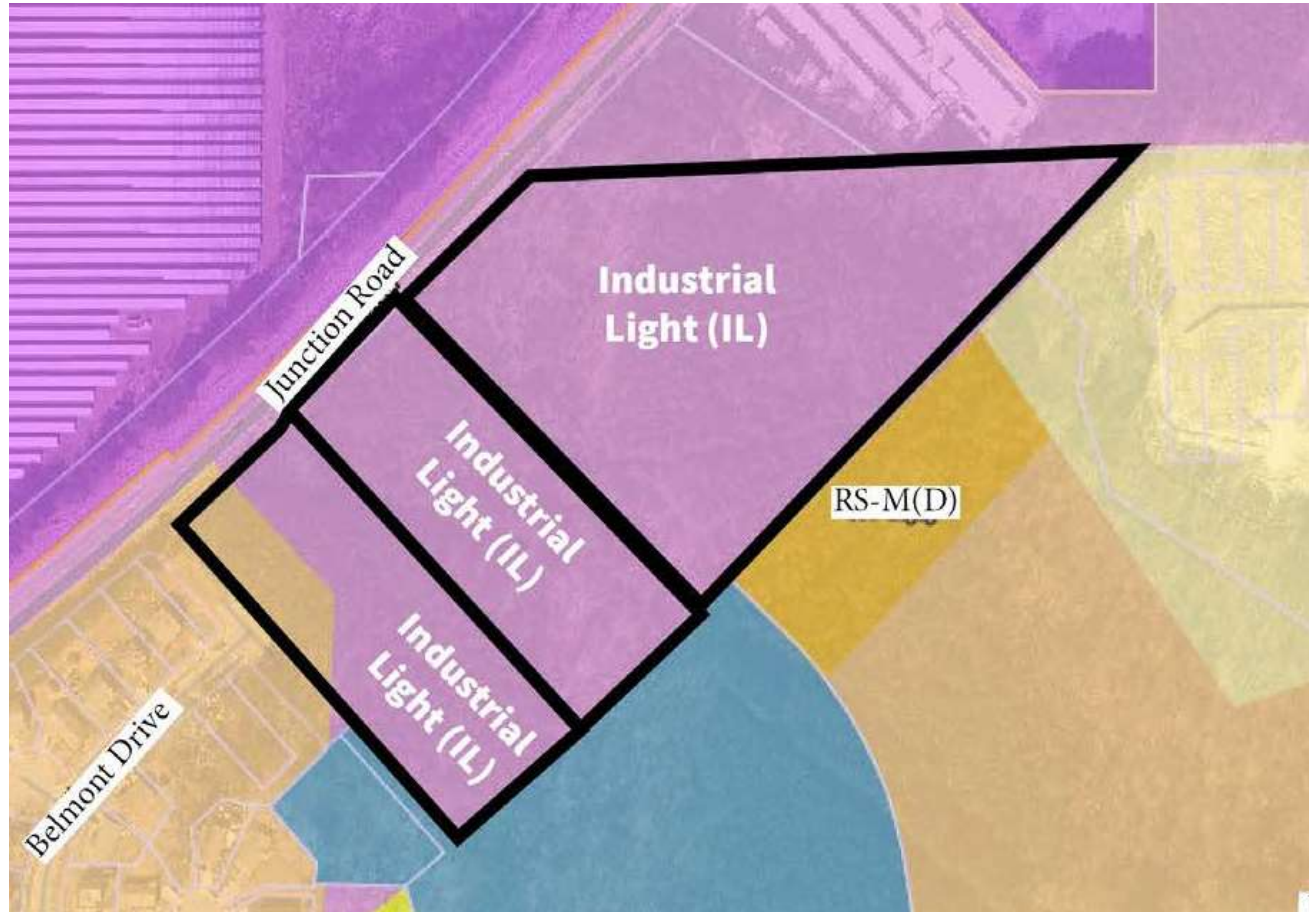 Industrial
Light (IL)
Junction Road
Industrial
Light (IL)
RS-M(D)
Industrial
Light (IL)
Belmont Drive